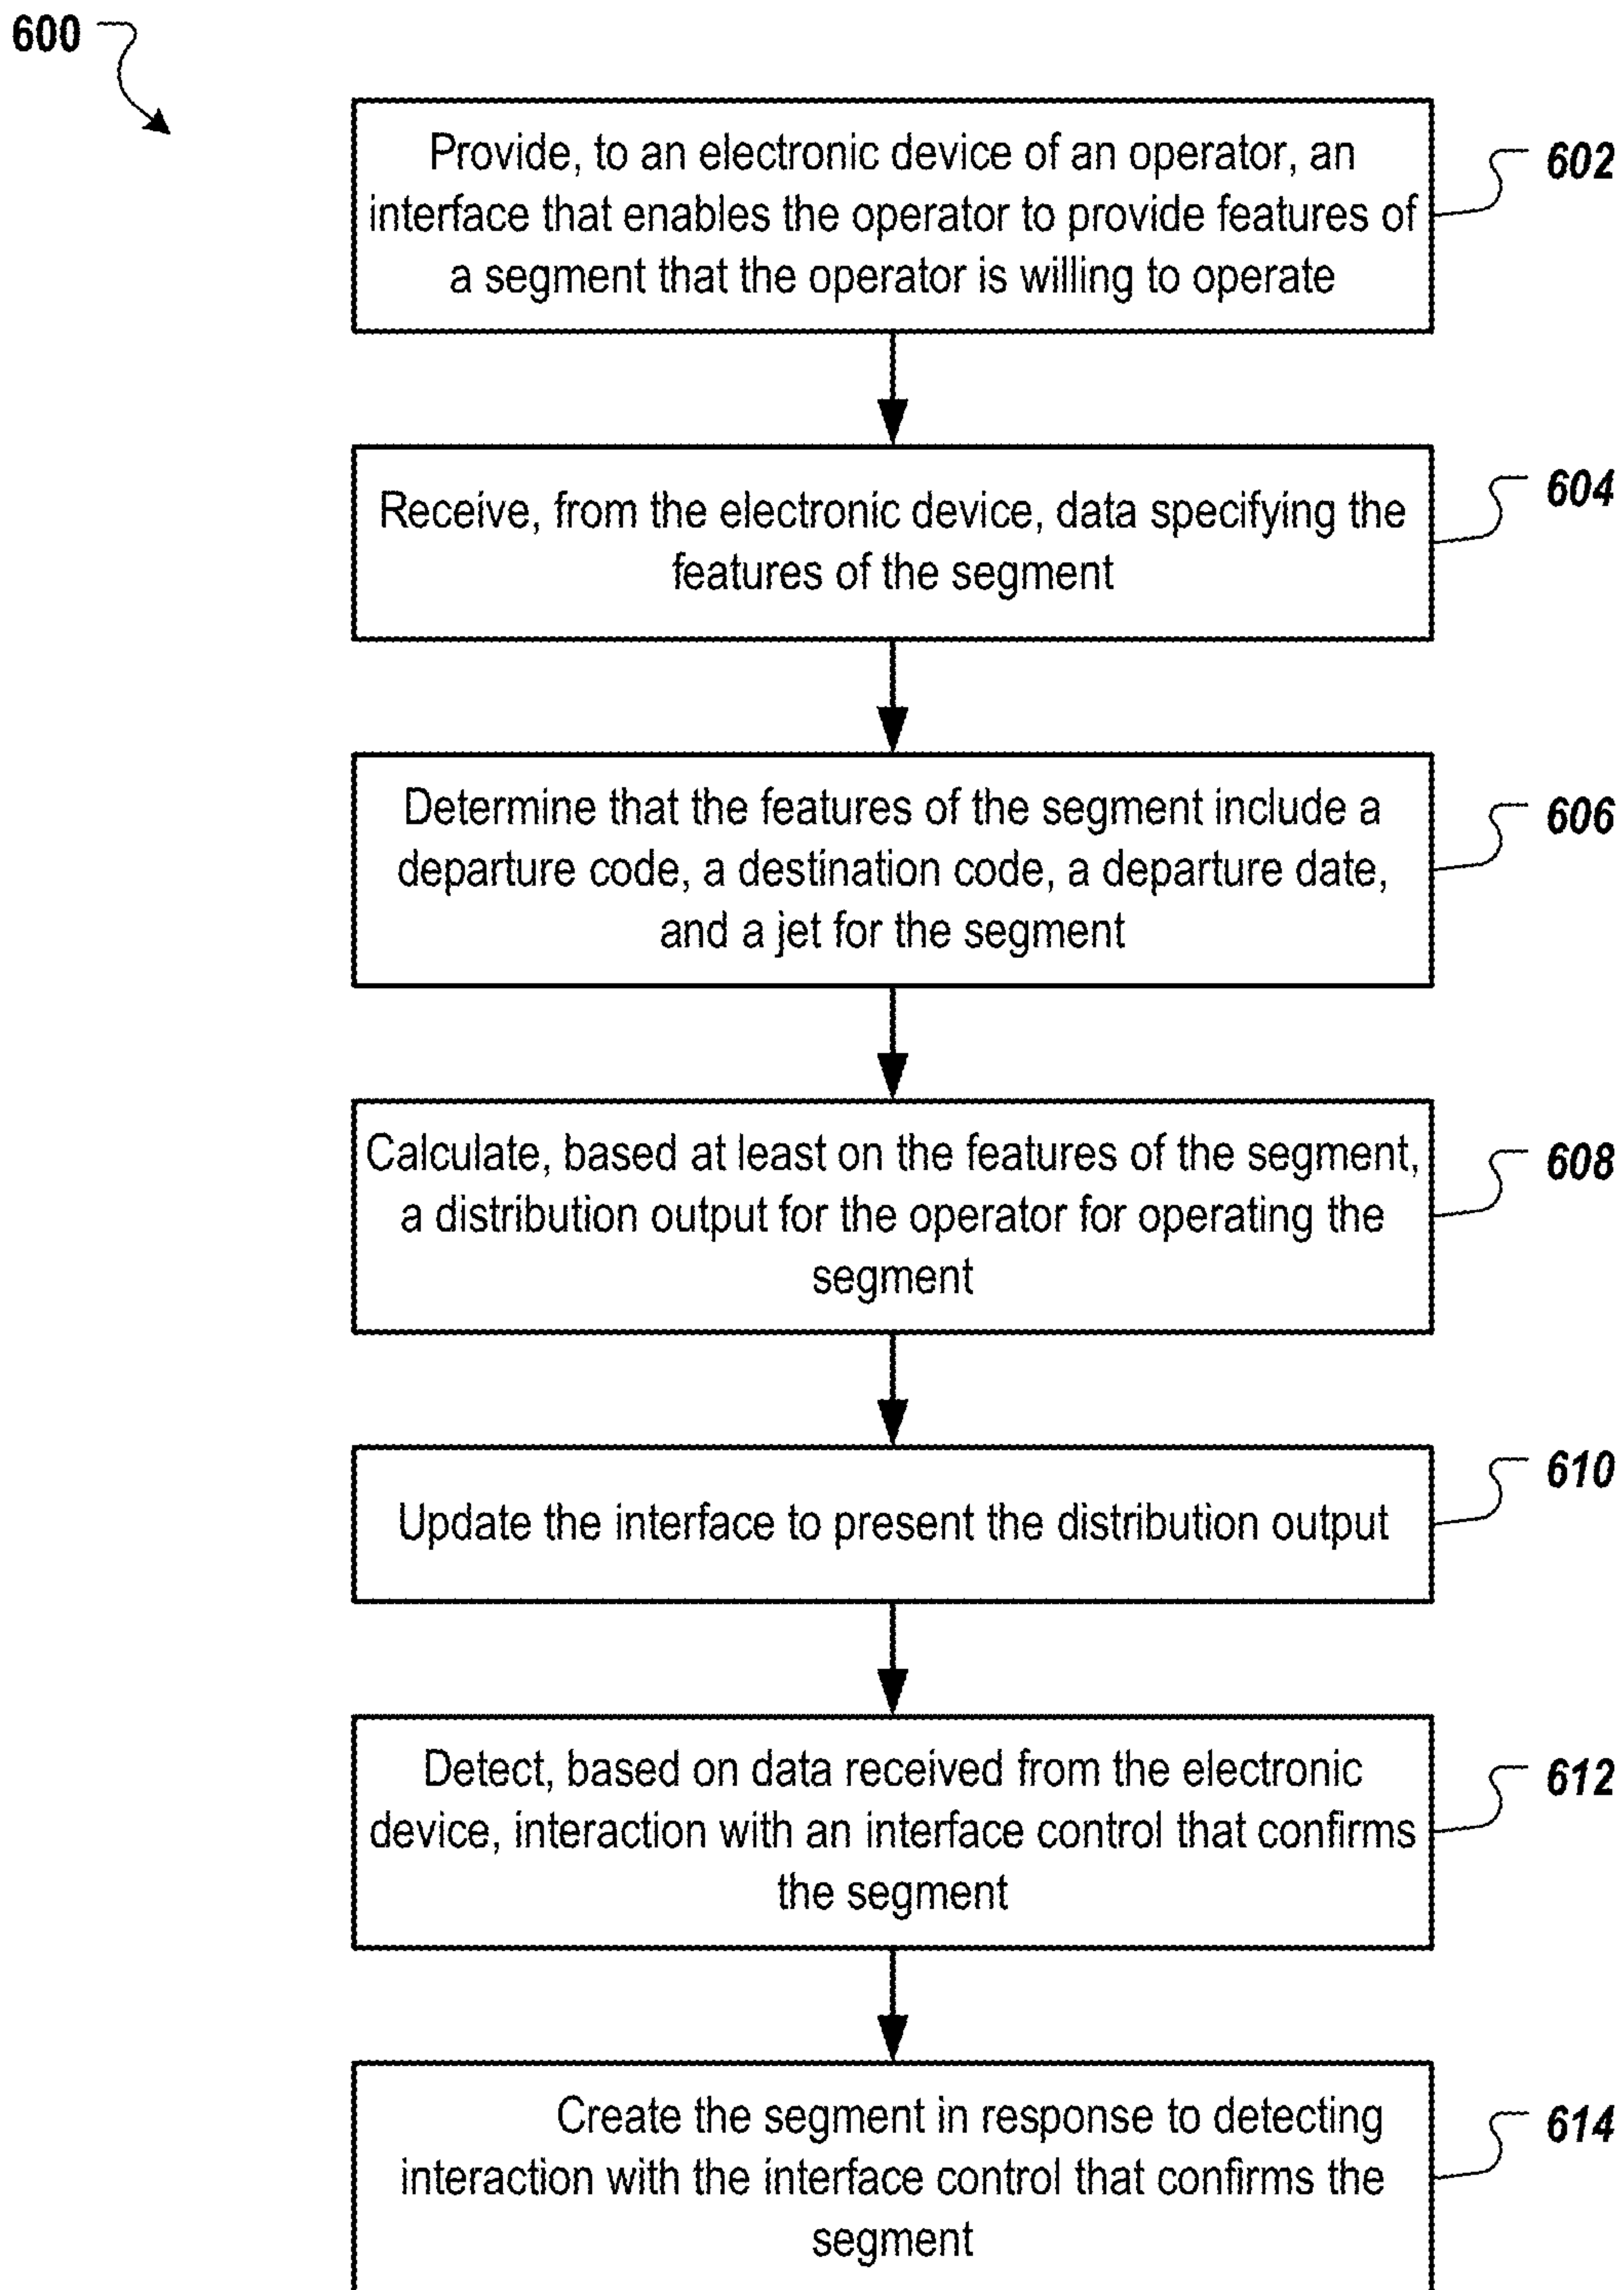 600
Provide, to an electronic device of an operator, an
interface that enables the operator to provide features of
a segment that the operator is willing to operate
602
Receive, from the electronic device, data specifying the
features of the segment
604
Determine that the features of the segment include a
departure code, a destination code, a departure date,
and a jet for the segment
606
Calculate, based at least on the features of the segment,
a distribution output for the operator for operating the
segment
608
Update the interface to present the distribution output
610
Detect, based on data received from the electronic
device, interaction with an interface control that confirms
the segment
612
Create the segment in response to detecting
interaction with the interface control that confirms the
segment
614